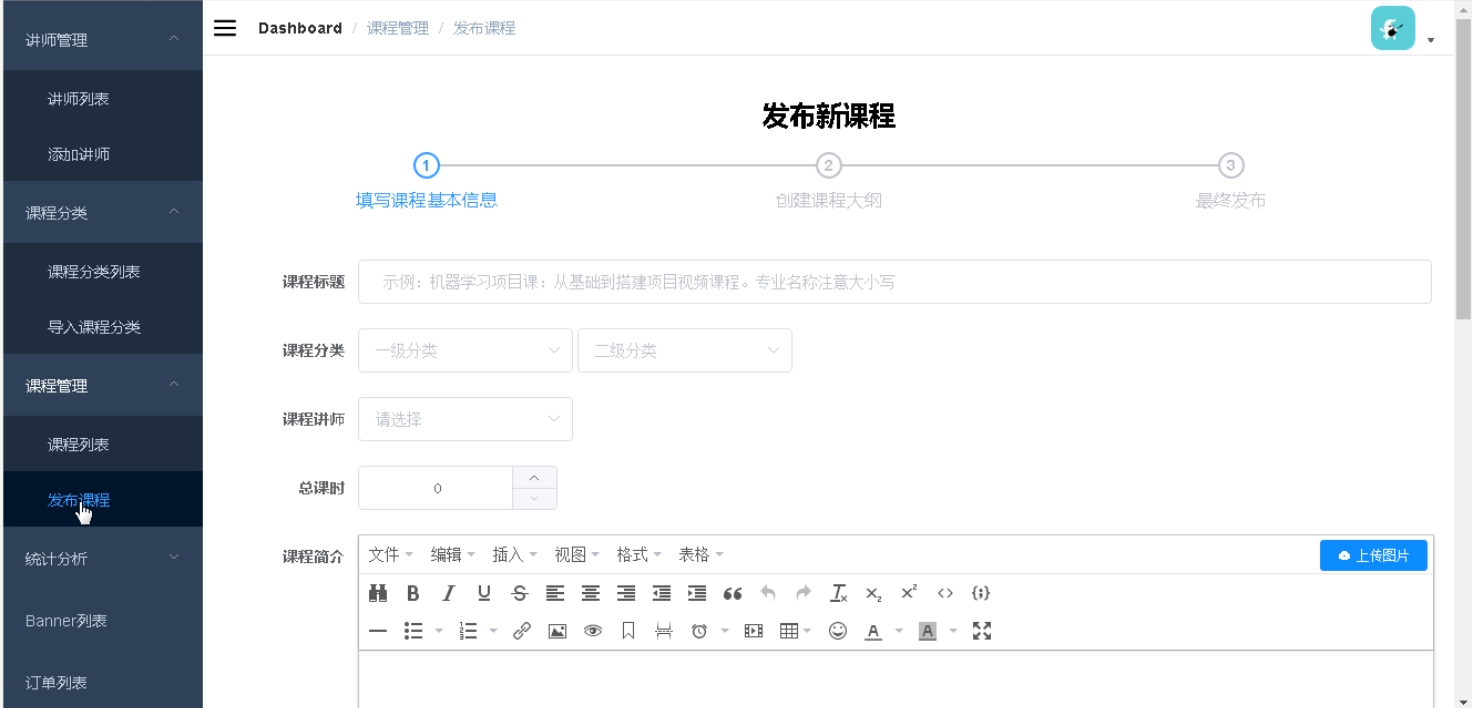 讲师管理
讲师列表
添加讲师
课程分类
课程分类列表
导入课程分类
课程管理
课程列表
发布课程
统计分析
Banner列表
订单列表
Dashboard / 课程管理 / 发布课程
发布新课程
1 2 3
填写课程基本信息 创建课程大纲 最终发布
课程标题 示例：机器学习项目课：从基础到搭建项目视频课程。专业名称注意大小写
课程分类 一级分类 二级分类
课程讲师 请选择
总课时 0
课程简介 文件 编辑 插入 视图 格式 表格 上传图片